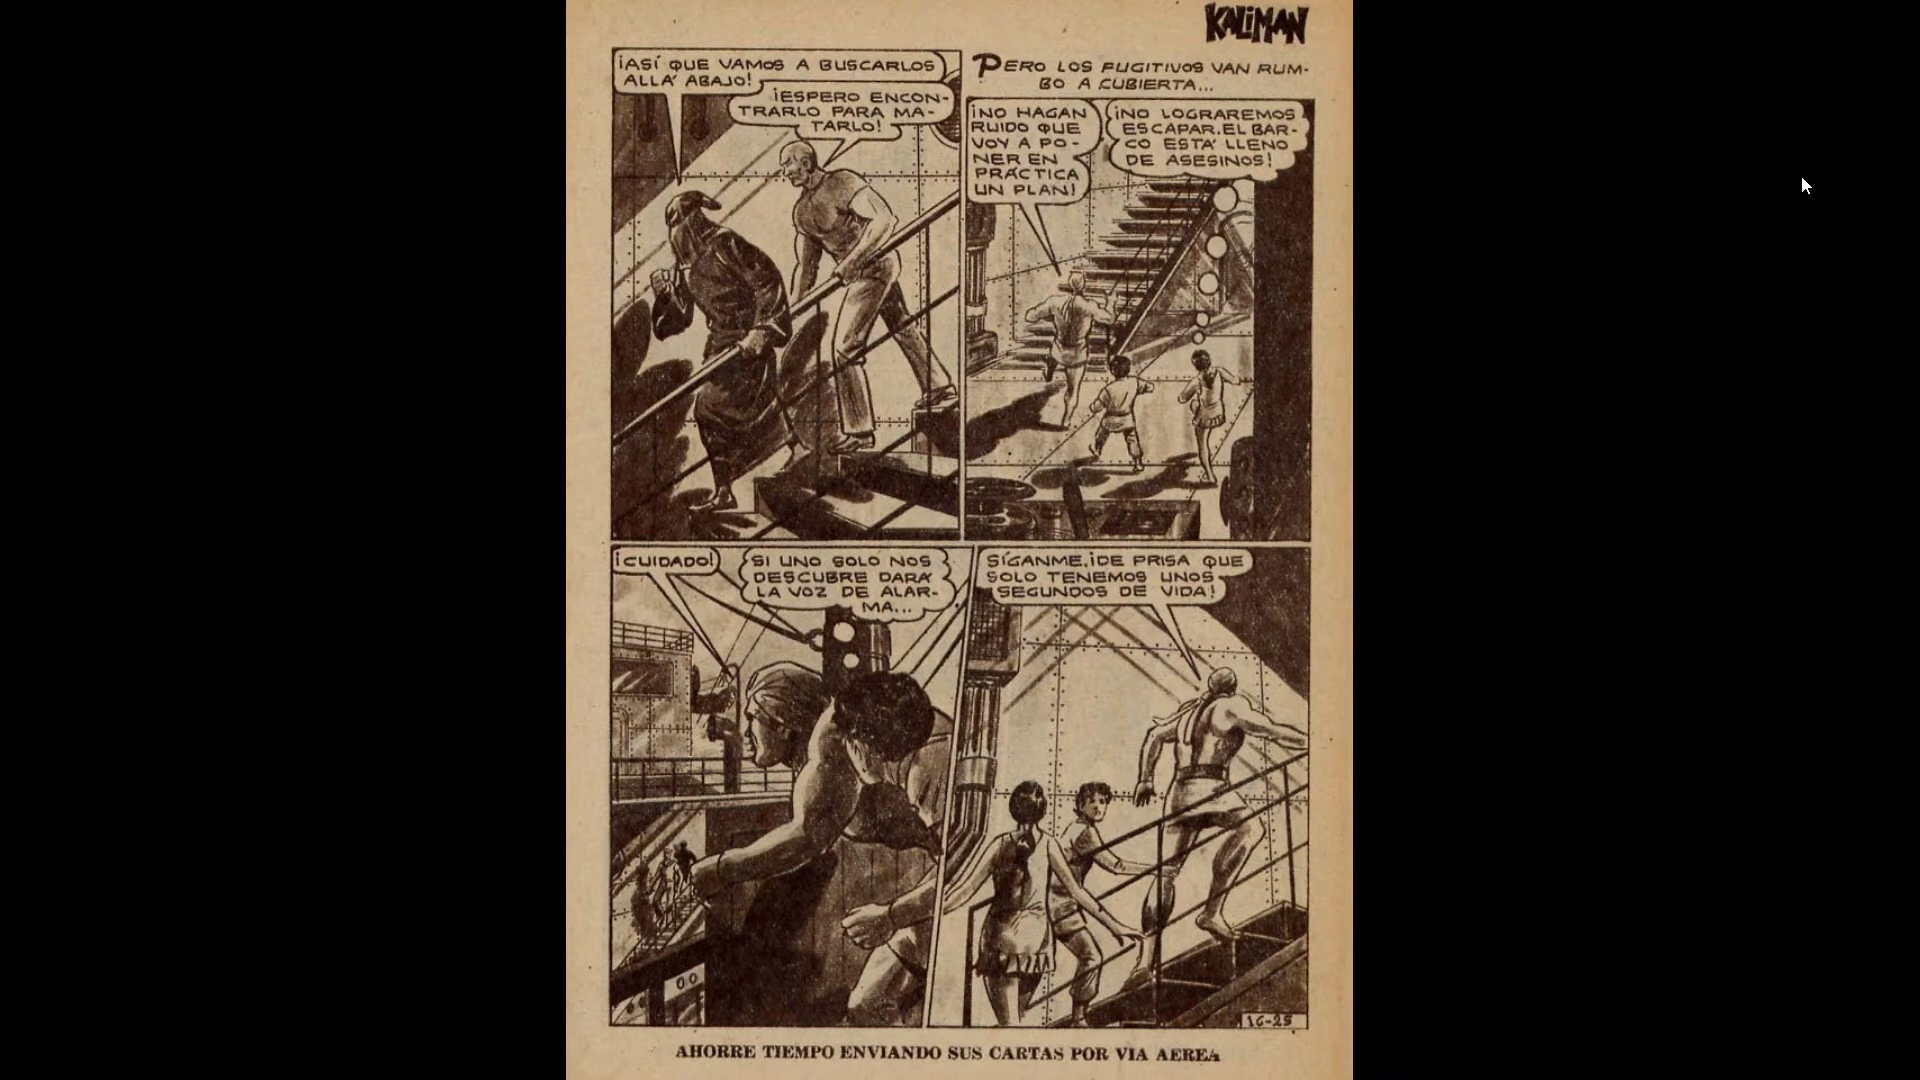 KALIMAN
¡ASÍ QUE VAMOS A BUSCARLOS
ALLÁ ABAJO!
¡ESPERO ENCON-
TRARLO PARA MA-
TARLO!
PERO LOS FUGITIVOS VAN RUM-
BO A CUBIERTA...
¡NO HAGAN
RUIDO QUE
VOY A PO-
NER EN
PRÁCTICA
UN PLAN!
¡NO LOGRAREMOS
ESCAPAR. EL BAR-
CO ESTÁ LLENO
DE ASESINOS!
¡CUIDADO!
SI UNO SOLO NOS
DESCUBRE DARÁ
LA VOZ DE ALAR-
MA...
SÍGANME, ¡DE PRISA QUE
SOLO TENEMOS UNOS
SEGUNDOS DE VIDA!
16-25
AHORRE TIEMPO ENVIANDO SUS CARTAS POR VIA AEREA